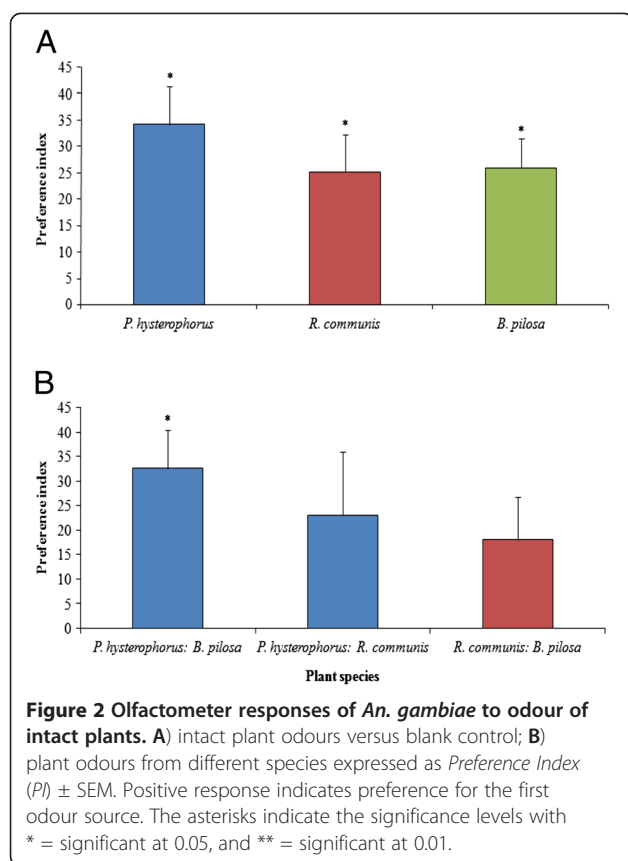 A
45
40
35
30
25
20
15
10
5
0
Preference index
*
*
*
P. hysterophorus
R. communis
B. pilosa
B
45
40
35
30
25
20
15
10
5
0
Preference index
*
P. hysterophorus: B. pilosa
P. hysterophorus: R. communis
R. communis: B. pilosa
Plant species
Figure 2 Olfactometer responses of An. gambiae to odour of
intact plants. A) intact plant odours versus blank control; B)
plant odours from different species expressed as Preference Index
(PI) ± SEM. Positive response indicates preference for the first
odour source. The asterisks indicate the significance levels with
* = significant at 0.05, and ** = significant at 0.01.